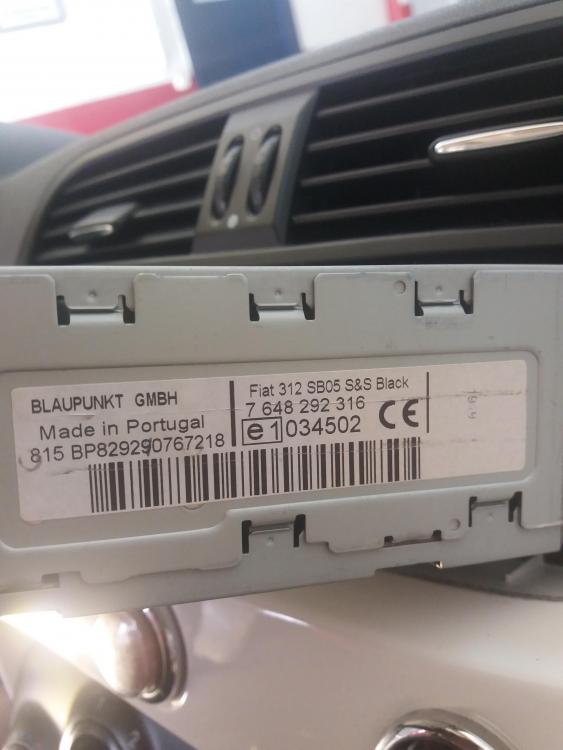 BLAUPUNKT GMBH
Made in Portugal
815 BP829290767218
Fiat 312 SB05 S&S Black
7 648 292 316
e1 034502 CE